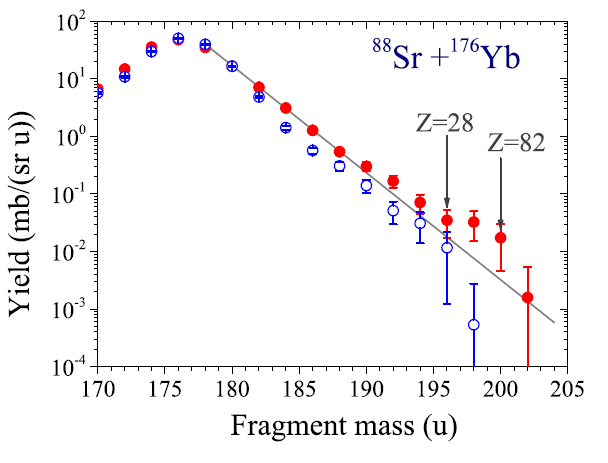 ⁸⁸Sr + ¹⁷⁶Yb
Z=28
Z=82
Yield (mb/(sr u))
10²
10¹
10⁰
10⁻¹
10⁻²
10⁻³
10⁻⁴
170 175 180 185 190 195 200 205
Fragment mass (u)